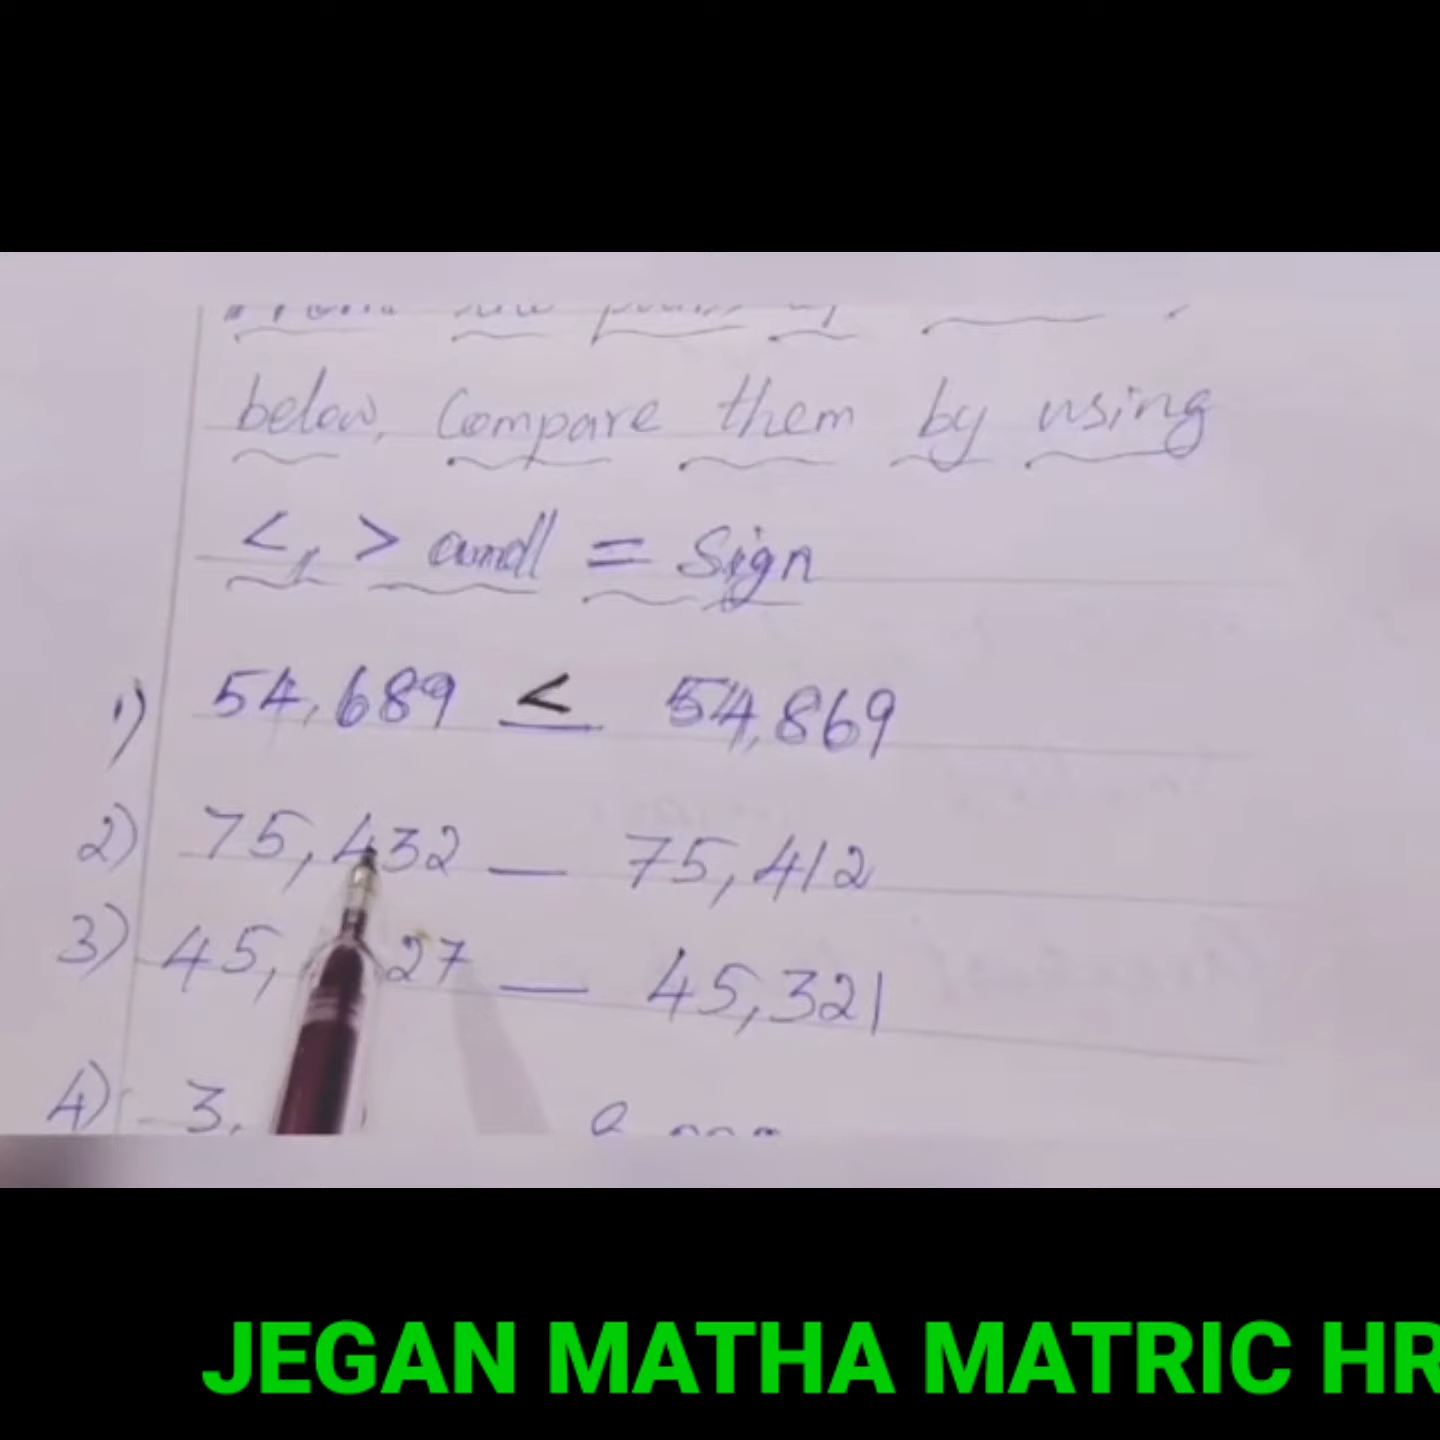 below, Compare them by using
<, > and = Sign
1) 54,689 < 54,869
2) 75,432 — 75,412
3) 45, 27 — 45,321
4) 3,
JEGAN MATHA MATRIC HR